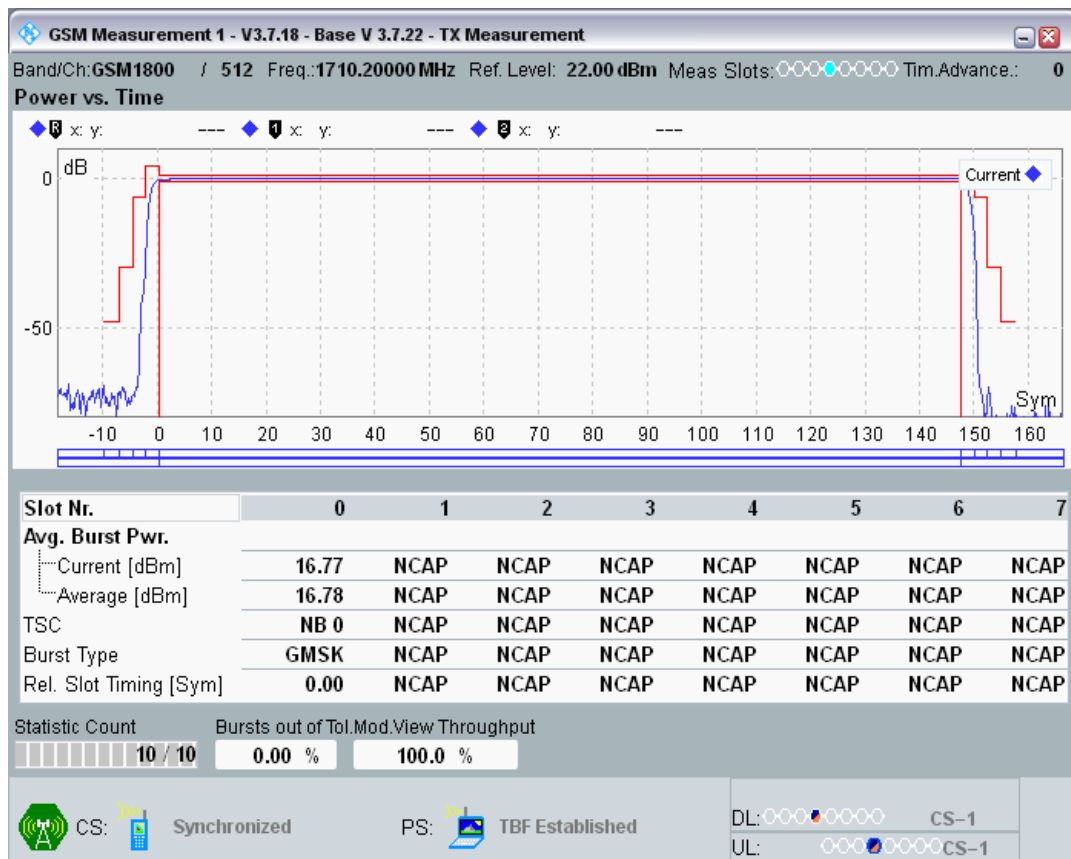 GSM Measurement 1 - V3.7.18 - Base V 3.7.22 - TX Measurement
Band/Ch:GSM1800 / 512 Freq.:1710.20000 MHz Ref. Level: 22.00 dBm Meas Slots: Tim.Advance.: 0
Power vs. Time
R x: y: --- 1 x: y: --- 2 x: y: ---
dB
Current
0
-50
Sym
-10 0 10 20 30 40 50 60 70 80 90 100 110 120 130 140 150 160
Slot Nr. 0 1 2 3 4 5 6 7
Avg. Burst Pwr.
Current [dBm] 16.77 NCAP NCAP NCAP NCAP NCAP NCAP NCAP
Average [dBm] 16.78 NCAP NCAP NCAP NCAP NCAP NCAP NCAP
TSC NB 0 NCAP NCAP NCAP NCAP NCAP NCAP NCAP
Burst Type GMSK NCAP NCAP NCAP NCAP NCAP NCAP NCAP
Rel. Slot Timing [Sym] 0.00 NCAP NCAP NCAP NCAP NCAP NCAP NCAP
Statistic Count Bursts out of Tol.Mod.View Throughput
10 / 10 0.00 % 100.0 %
CS: Synchronized PS: TBF Established
DL: CS-1
UL: CS-1